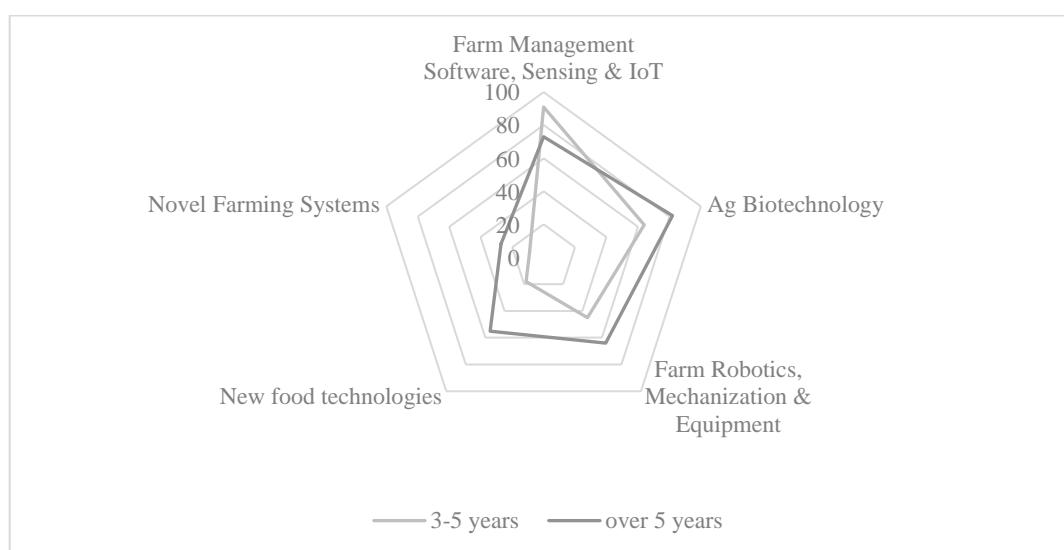 Farm Management
Software, Sensing & IoT
100
80
60
40
20
0
Novel Farming Systems
Ag Biotechnology
New food technologies
Farm Robotics,
Mechanization &
Equipment
3-5 years
over 5 years